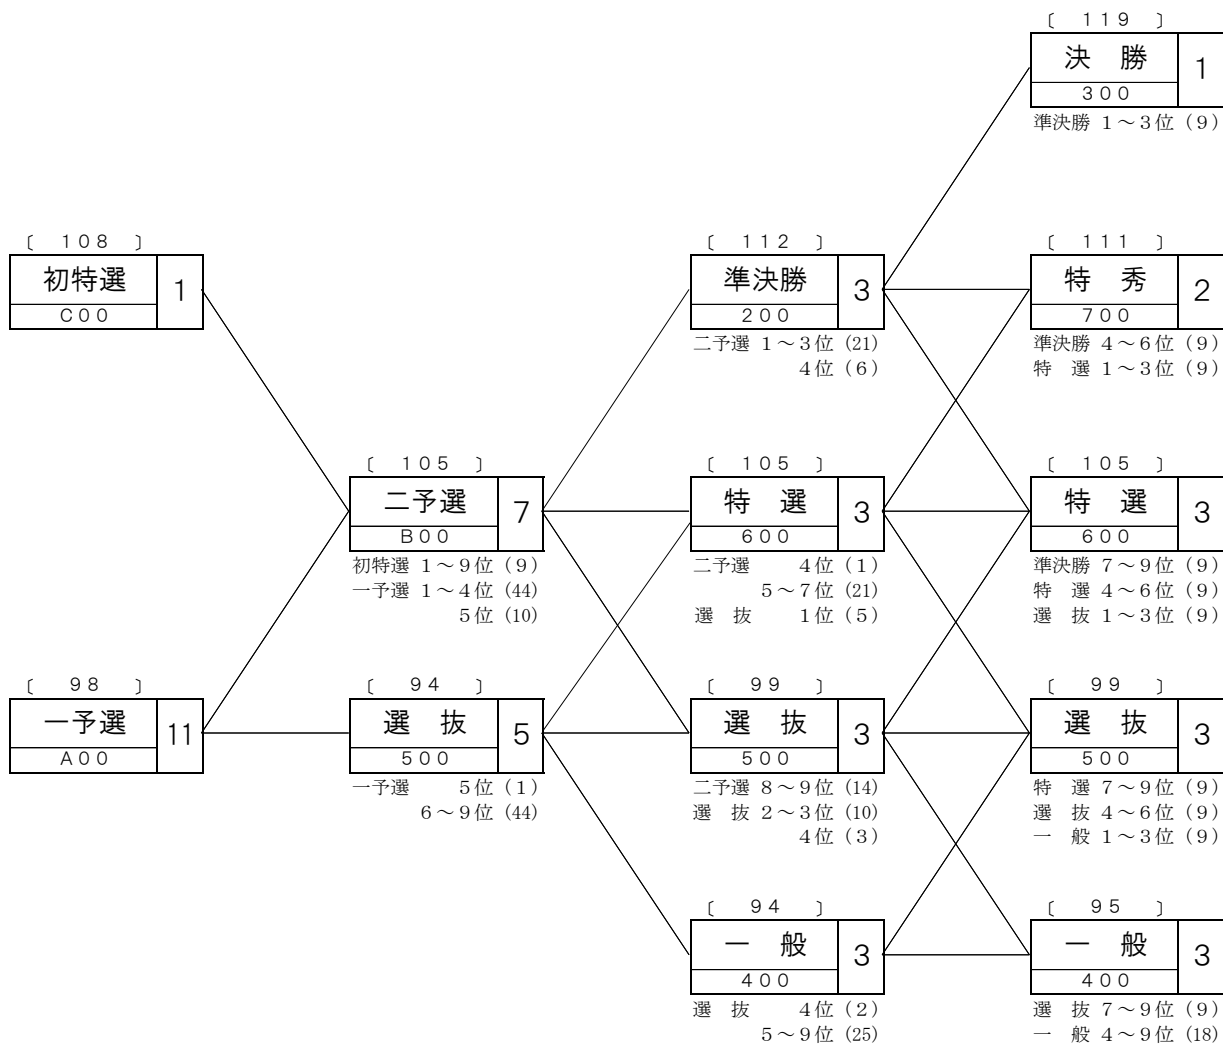 〔 119 〕
決 勝 1
300
準決勝 1～3位 (9)
〔 108 〕
初特選 1
C00
〔 112 〕
準決勝 3
200
二予選 1～3位 (21)
4位 (6)
〔 111 〕
特 秀 2
700
準決勝 4～6位 (9)
特 選 1～3位 (9)
〔 105 〕
二予選 7
B00
初特選 1～9位 (9)
一予選 1～4位 (44)
5位 (10)
〔 105 〕
特 選 3
600
二予選 4位 (1)
5～7位 (21)
選 抜 1位 (5)
〔 105 〕
特 選 3
600
準決勝 7～9位 (9)
特 選 4～6位 (9)
選 抜 1～3位 (9)
〔 98 〕
一予選 11
A00
〔 94 〕
選 抜 5
500
一予選 5位 (1)
6～9位 (44)
〔 99 〕
選 抜 3
500
二予選 8～9位 (14)
選 抜 2～3位 (10)
4位 (3)
〔 99 〕
選 抜 3
500
特 選 7～9位 (9)
選 抜 4～6位 (9)
一 般 1～3位 (9)
〔 94 〕
一 般 3
400
選 抜 4位 (2)
5～9位 (25)
〔 95 〕
一 般 3
400
選 抜 7～9位 (9)
一 般 4～9位 (18)